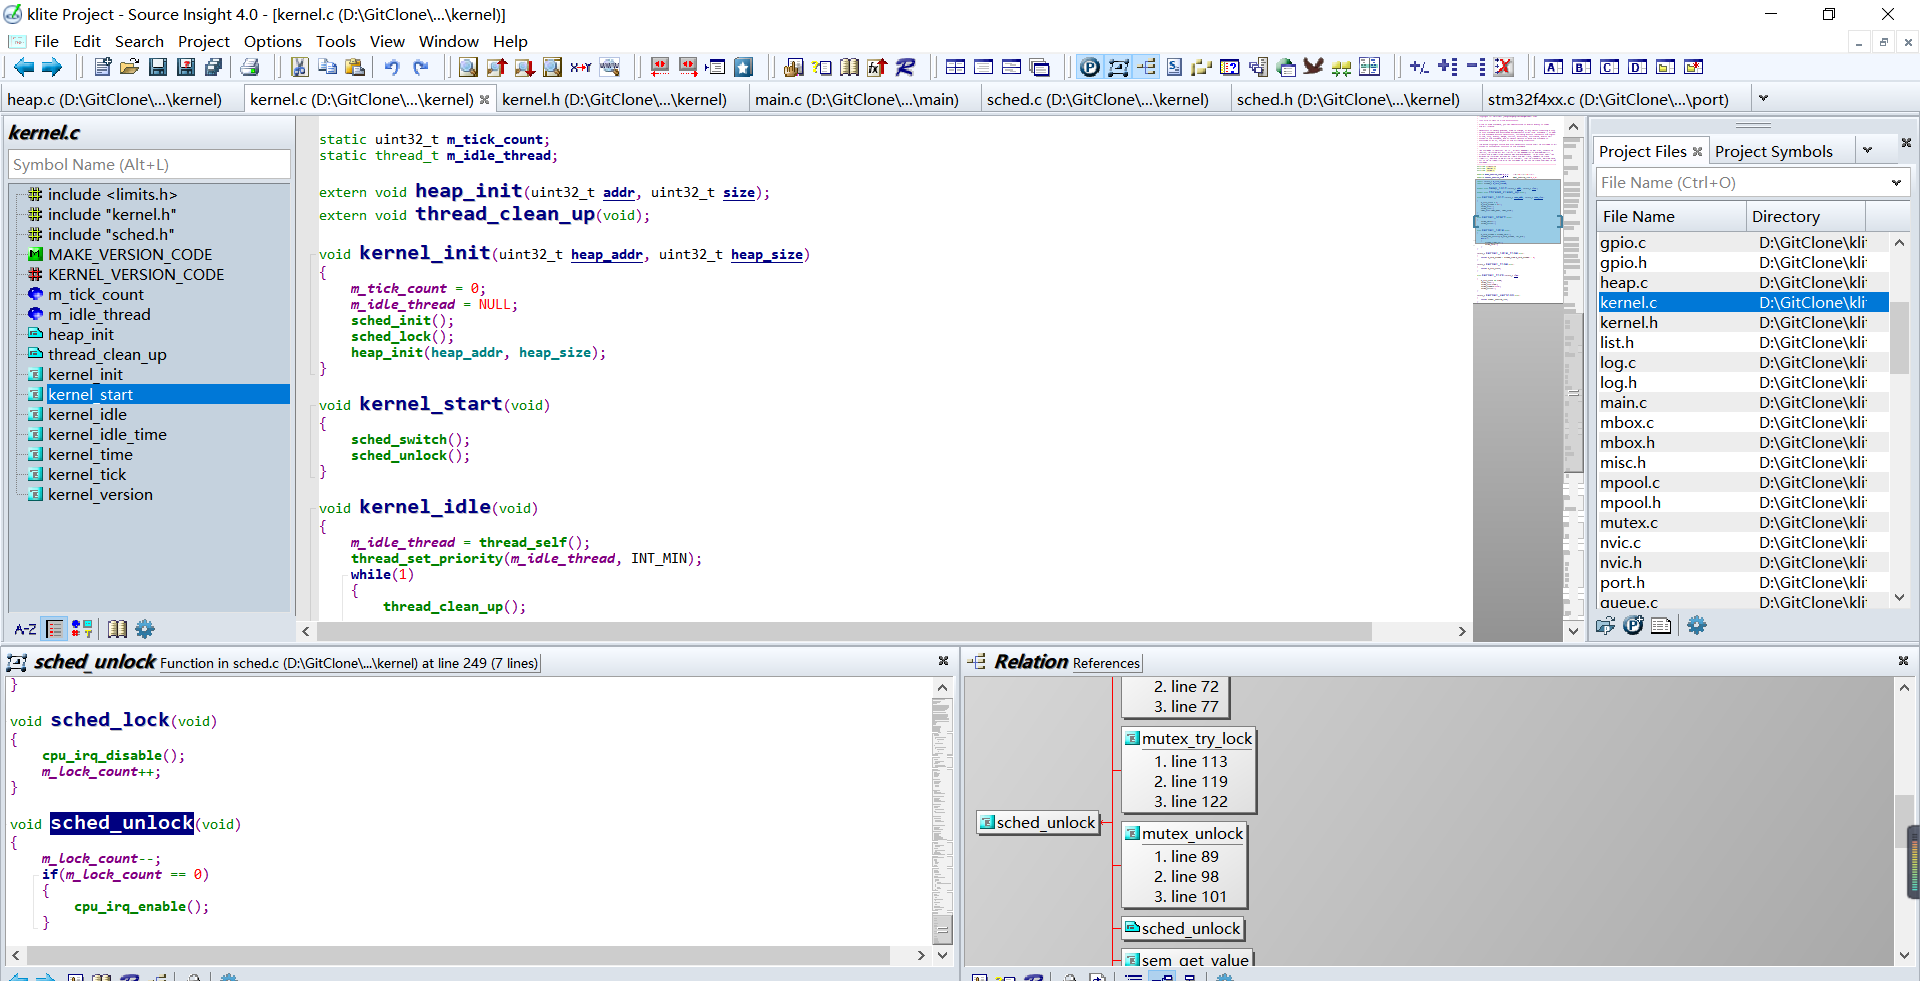 klite Project - Source Insight 4.0 - [kernel.c (D:\GitClone\...\kernel)]
File Edit Search Project Options Tools View Window Help
heap.c (D:\GitClone\...\kernel) kernel.c (D:\GitClone\...\kernel) kernel.h (D:\GitClone\...\kernel) main.c (D:\GitClone\...\main) sched.c (D:\GitClone\...\kernel) sched.h (D:\GitClone\...\kernel) stm32f4xx.c (D:\GitClone\...\port)
kernel.c
Symbol Name (Alt+L)
include <limits.h>
include "kernel.h"
include "sched.h"
MAKE_VERSION_CODE
KERNEL_VERSION_CODE
m_tick_count
m_idle_thread
heap_init
thread_clean_up
kernel_init
kernel_start
kernel_idle
kernel_idle_time
kernel_time
kernel_tick
kernel_version
A-Z
static uint32_t m_tick_count;
static thread_t m_idle_thread;
extern void heap_init(uint32_t addr, uint32_t size);
extern void thread_clean_up(void);
void kernel_init(uint32_t heap_addr, uint32_t heap_size)
{
m_tick_count = 0;
m_idle_thread = NULL;
sched_init();
sched_lock();
heap_init(heap_addr, heap_size);
}
void kernel_start(void)
{
sched_switch();
sched_unlock();
}
void kernel_idle(void)
{
m_idle_thread = thread_self();
thread_set_priority(m_idle_thread, INT_MIN);
while(1)
{
thread_clean_up();
Project Files Project Symbols
File Name (Ctrl+O)
File Name Directory
gpio.c D:\GitClone\kli
gpio.h D:\GitClone\kli
heap.c D:\GitClone\kli
kernel.c D:\GitClone\kli
kernel.h D:\GitClone\kli
list.h D:\GitClone\kli
log.c D:\GitClone\kli
log.h D:\GitClone\kli
main.c D:\GitClone\kli
mbox.c D:\GitClone\kli
mbox.h D:\GitClone\kli
misc.h D:\GitClone\kli
mpool.c D:\GitClone\kli
mpool.h D:\GitClone\kli
mutex.c D:\GitClone\kli
nvic.c D:\GitClone\kli
nvic.h D:\GitClone\kli
port.h D:\GitClone\kli
queue.c D:\GitClone\kli
sched_unlock Function in sched.c (D:\GitClone\...\kernel) at line 249 (7 lines)
}
void sched_lock(void)
{
cpu_irq_disable();
m_lock_count++;
}
void sched_unlock(void)
{
m_lock_count--;
if(m_lock_count == 0)
{
cpu_irq_enable();
}
Relation References
2. line 72
3. line 77
mutex_try_lock
1. line 113
2. line 119
3. line 122
sched_unlock
mutex_unlock
1. line 89
2. line 98
3. line 101
sched_unlock
sem_get_value